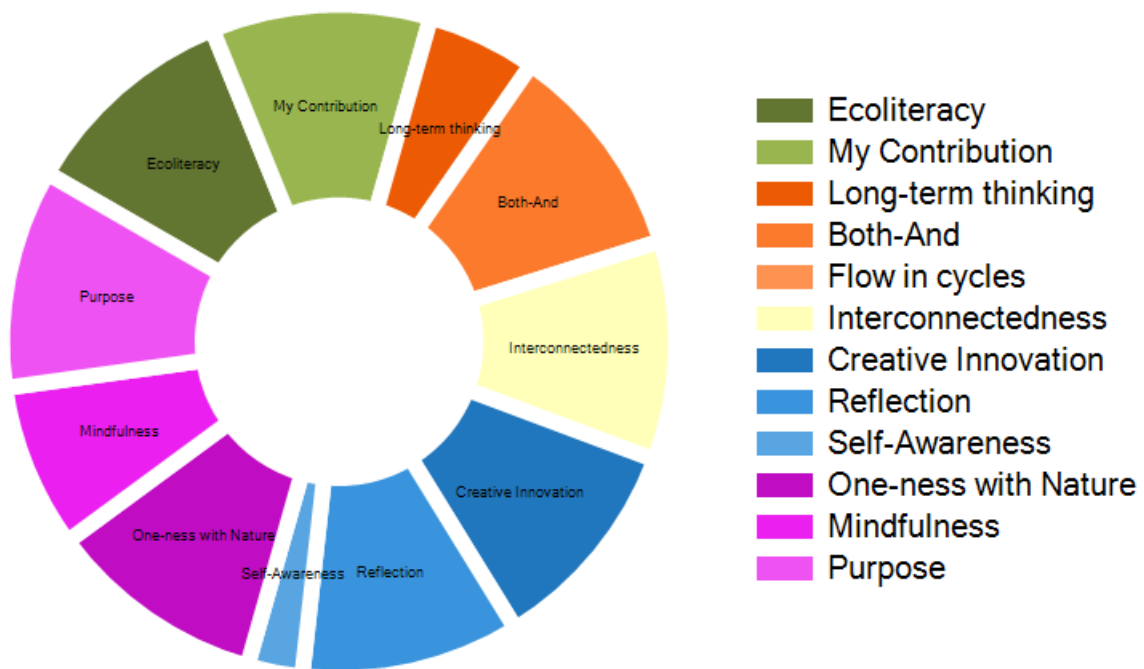 My Contribution
Long-term thinking
Ecoliteracy
Both-And
Purpose
Interconnectedness
Mindfulness
Creative Innovation
One-ness with Nature
Self-Awareness
Reflection
Ecoliteracy
My Contribution
Long-term thinking
Both-And
Flow in cycles
Interconnectedness
Creative Innovation
Reflection
Self-Awareness
One-ness with Nature
Mindfulness
Purpose